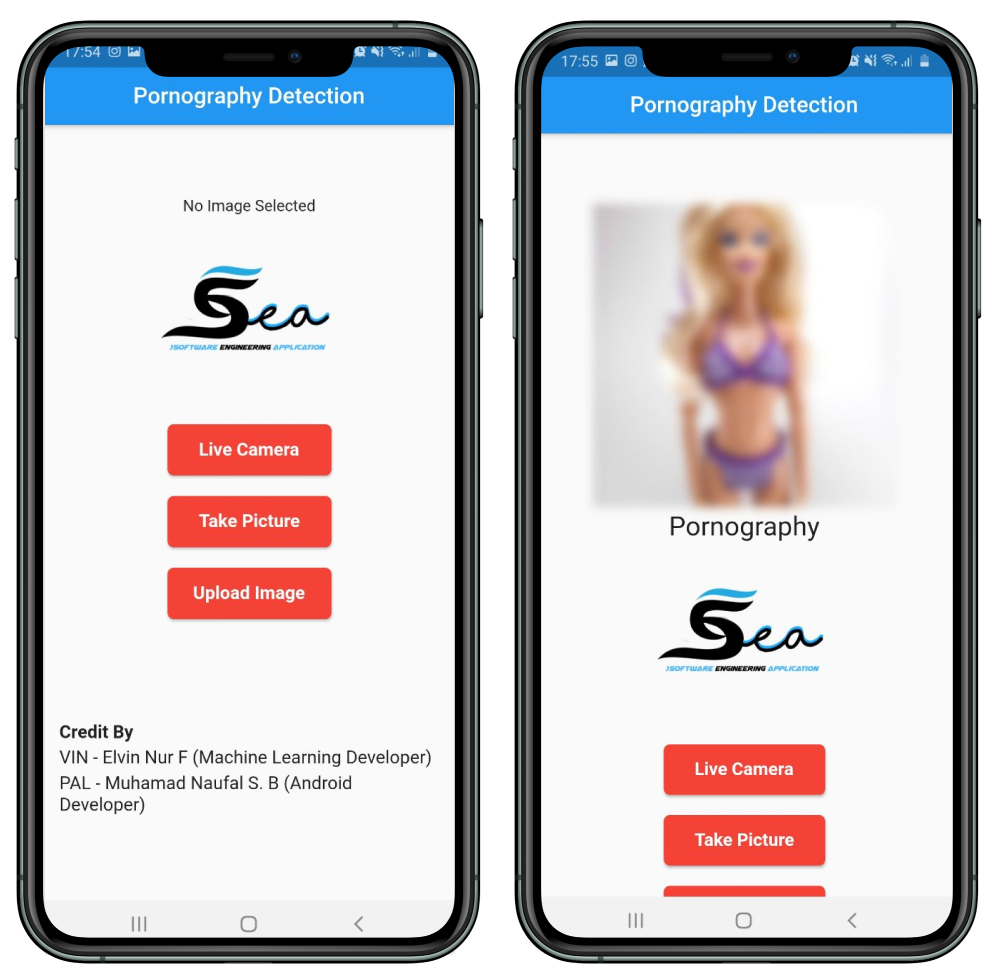 17:54
Pornography Detection
No Image Selected
Sea
SOFTWARE ENGINEERING APPLICATION
Live Camera
Take Picture
Upload Image
Credit By
VIN - Elvin Nur F (Machine Learning Developer)
PAL - Muhamad Naufal S. B (Android
Developer)
17:55
Pornography Detection
Pornography
Sea
SOFTWARE ENGINEERING APPLICATION
Live Camera
Take Picture